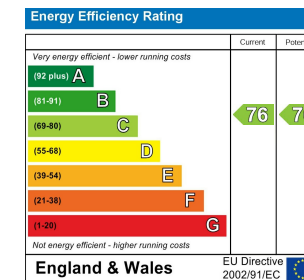 Energy Efficiency Rating
Current
Very energy efficient - lower running costs
(92 plus) A
(81-91) B
(69-80) C
76
(55-68) D
(39-54) E
(21-38) F
(1-20) G
Not energy efficient - higher running costs
England & Wales
EU Directive
2002/91/EC